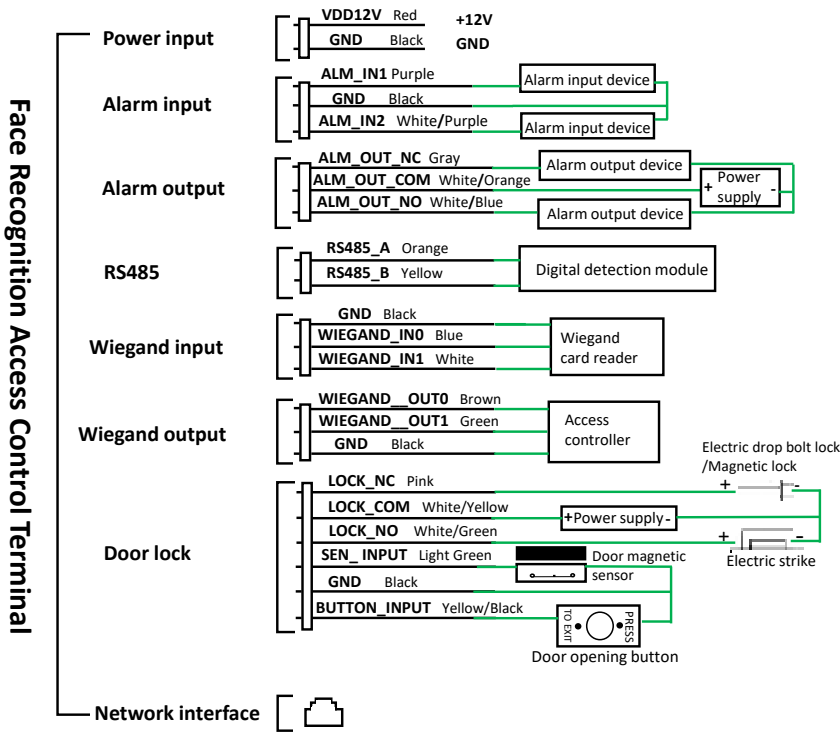 Face Recognition Access Control Terminal
Power input
VDD12V Red +12V
GND Black GND
Alarm input
ALM_IN1 Purple
GND Black
ALM_IN2 White/Purple
Alarm input device
Alarm input device
Alarm output
ALM_OUT_NC Gray
ALM_OUT_COM White/Orange
ALM_OUT_NO White/Blue
Alarm output device
+ Power supply -
Alarm output device
RS485
RS485_A Orange
RS485_B Yellow
Digital detection module
Wiegand input
GND Black
WIEGAND_IN0 Blue
WIEGAND_IN1 White
Wiegand
card reader
Wiegand output
WIEGAND__OUT0 Brown
WIEGAND__OUT1 Green
GND Black
Access
controller
Door lock
LOCK_NC Pink
LOCK_COM White/Yellow
LOCK_NO White/Green
SEN_ INPUT Light Green
GND Black
BUTTON_INPUT Yellow/Black
Electric drop bolt lock
/Magnetic lock
+ -
+Power supply-
+ -
Electric strike
Door magnetic
sensor
PRESS
TO EXIT
Door opening button
Network interface